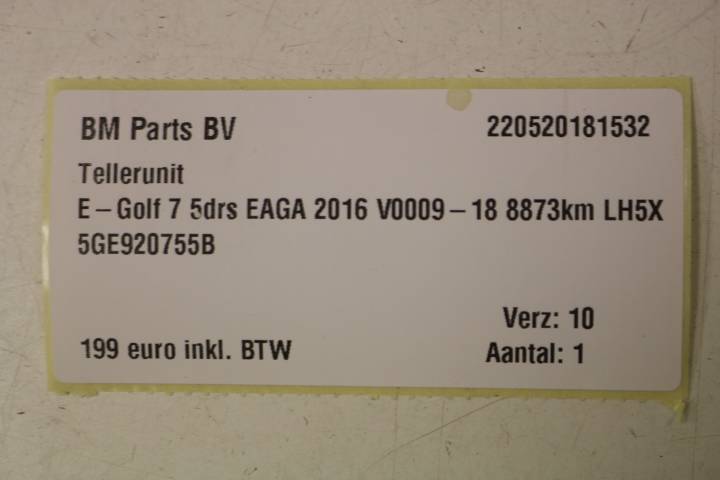 BM Parts BV 220520181532
Tellerunit
E-Golf 7 5drs EAGA 2016 V0009-18 8873km LH5X
5GE920755B
Verz: 10
199 euro inkl. BTW Aantal: 1